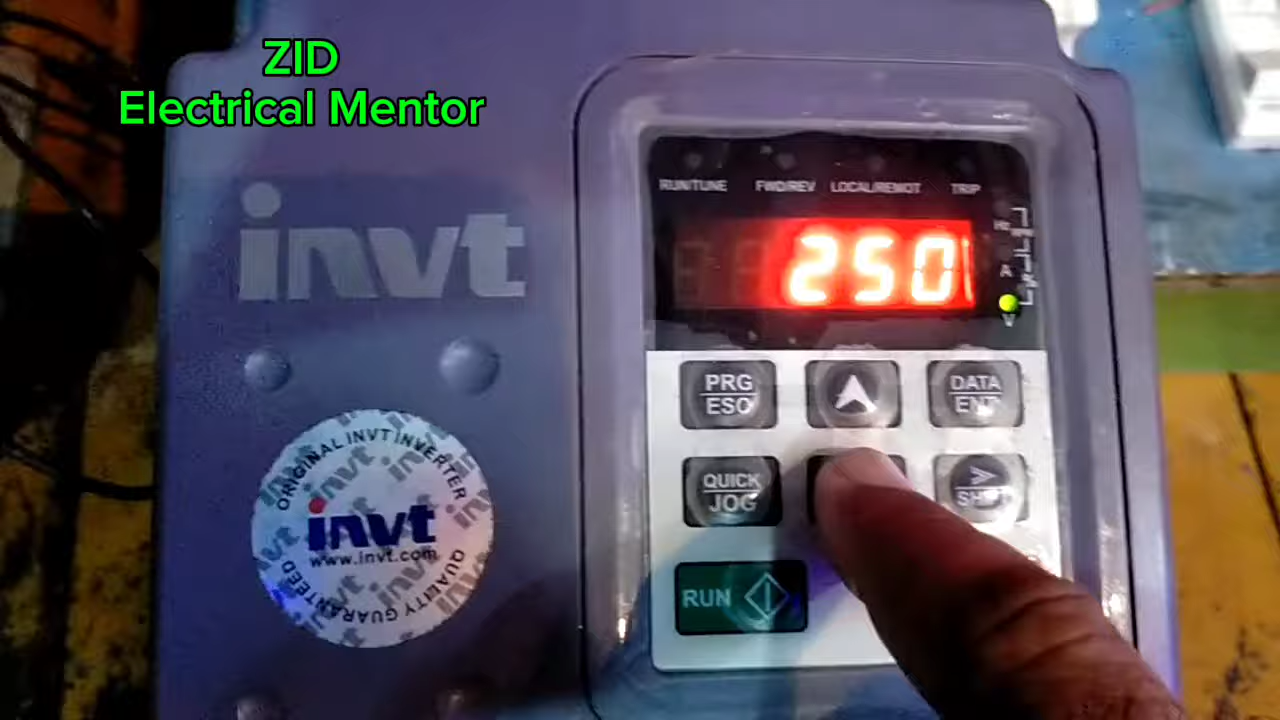 ZID
Electrical Mentor
invt
RUN/TUNE FWD/REV LOCAL/REMOT TRIP
250
Hz
A
V
PRG
ESC
DATA
ENT
QUICK
JOG
RUN
ORIGINAL INVT INVERTER
invt
www.invt.com
QUALITY GUARANTEED